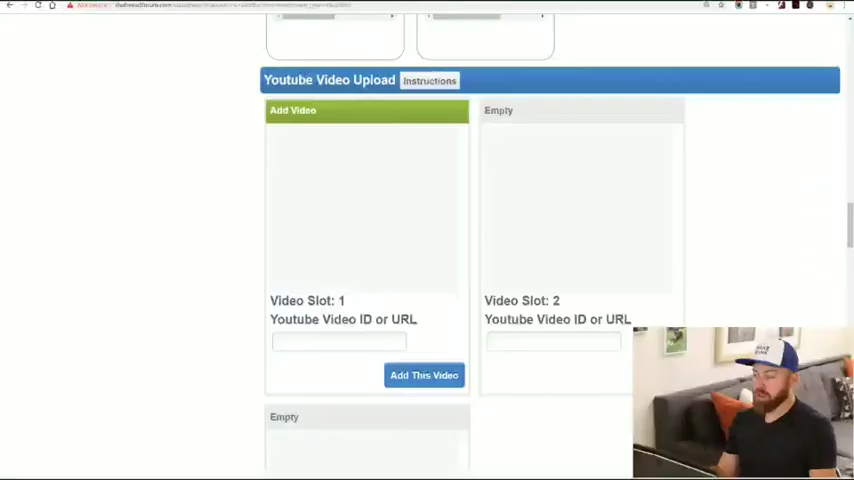 Youtube Video Upload Instructions
Add Video
Empty
Video Slot: 1
Video Slot: 2
Youtube Video ID or URL
Youtube Video ID or URL
Add This Video
Empty